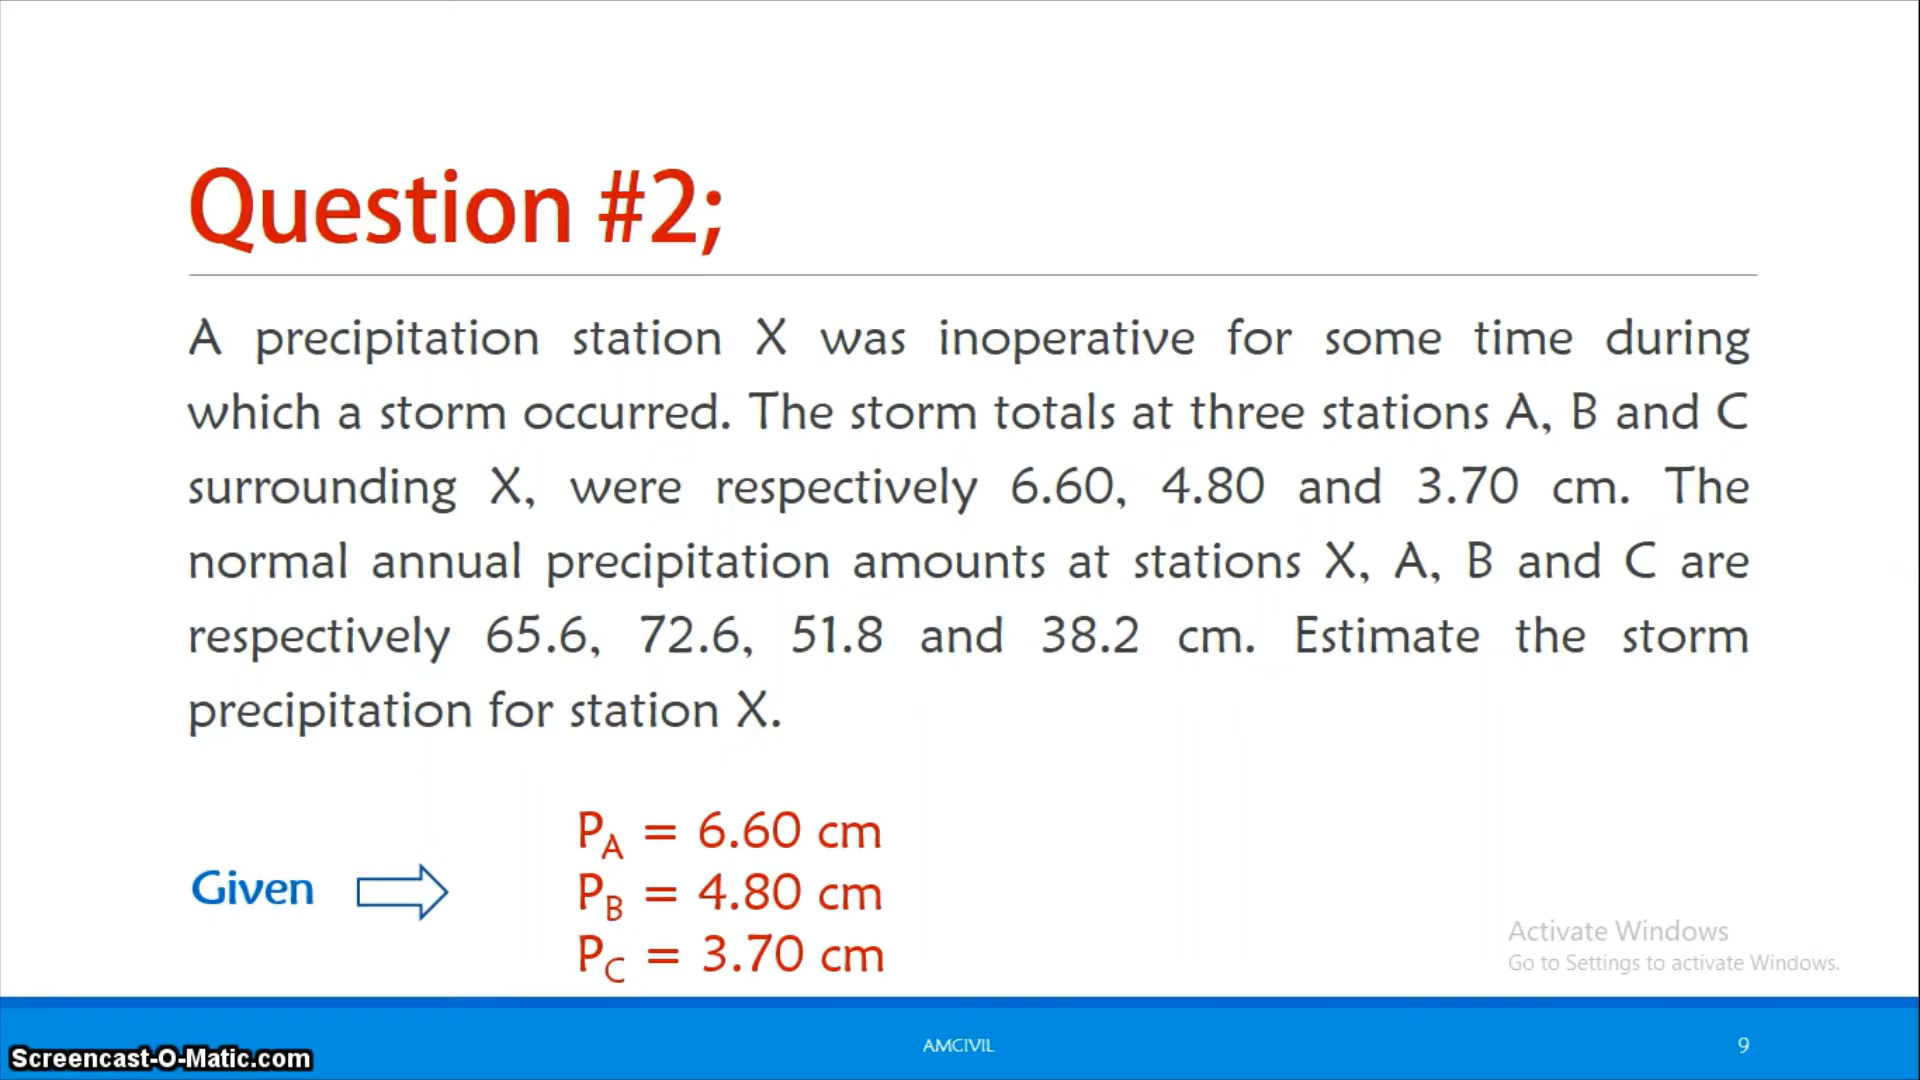 Question #2;
A precipitation station X was inoperative for some time during
which a storm occurred. The storm totals at three stations A, B and C
surrounding X, were respectively 6.60, 4.80 and 3.70 cm. The
normal annual precipitation amounts at stations X, A, B and C are
respectively 65.6, 72.6, 51.8 and 38.2 cm. Estimate the storm
precipitation for station X.
P_A = 6.60 cm
Given
P_B = 4.80 cm
P_C = 3.70 cm
Activate Windows
Go to Settings to activate Windows.
AMCIVIL
9
Screencast-O-Matic.com